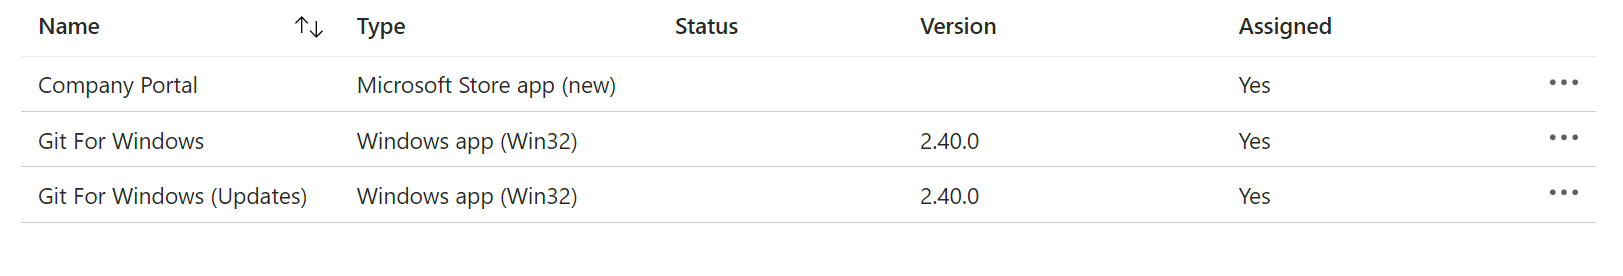 Name Type Status Version Assigned
Company Portal Microsoft Store app (new) Yes
Git For Windows Windows app (Win32) 2.40.0 Yes
Git For Windows (Updates) Windows app (Win32) 2.40.0 Yes